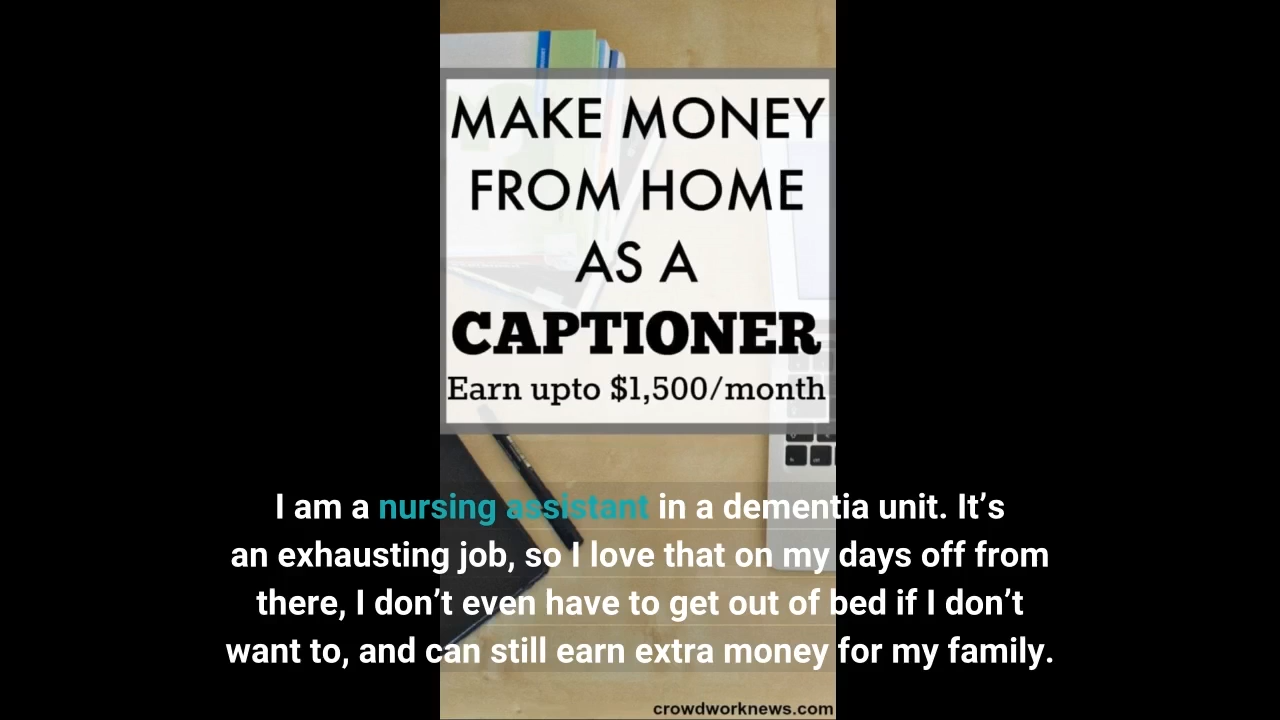 MAKE MONEY
FROM HOME
AS A
CAPTIONER
Earn upto $1,500/month
I am a nursing assistant in a dementia unit. It’s
an exhausting job, so I love that on my days off from
there, I don’t even have to get out of bed if I don’t
want to, and can still earn extra money for my family.
crowdworknews.com